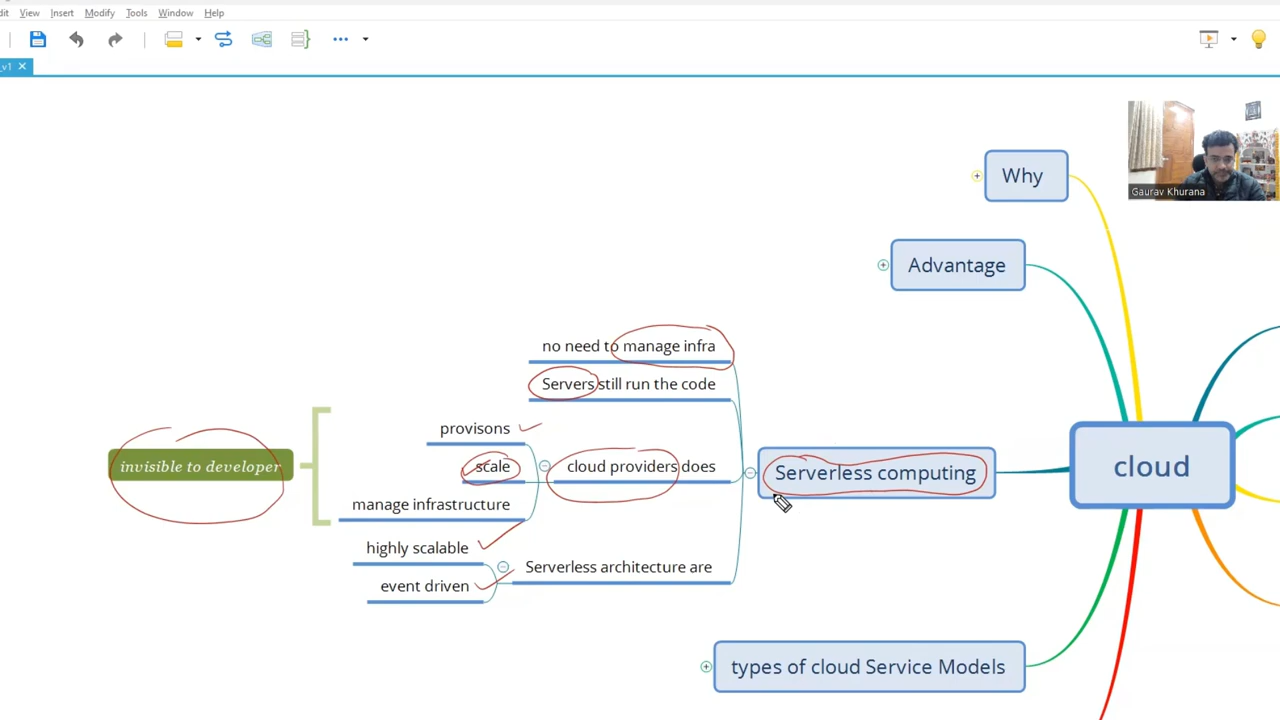 dit View Insert Modify Tools Window Help
_v1
Gaurav Khurana
Why
Advantage
no need to manage infra
Servers still run the code
provisons
scale
cloud providers does
manage infrastructure
invisible to developer
highly scalable
event driven
Serverless architecture are
Serverless computing
cloud
types of cloud Service Models